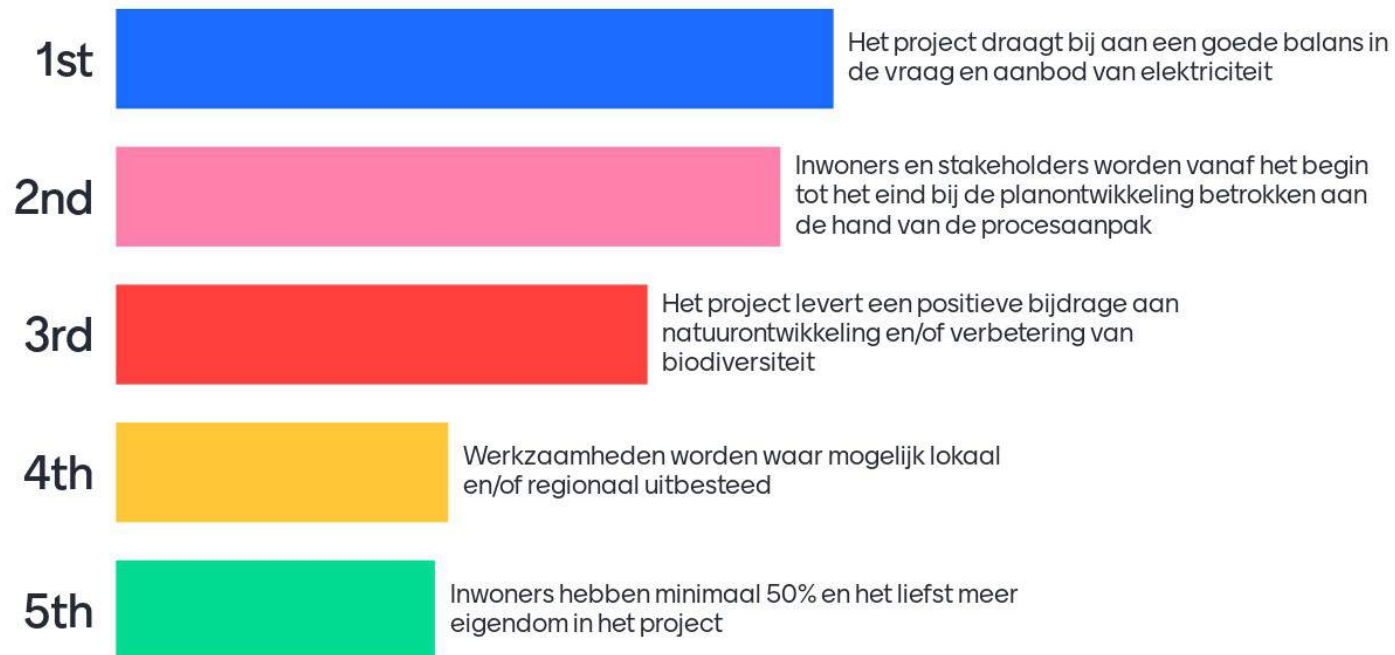 1st
Het project draagt bij aan een goede balans in
de vraag en aanbod van elektriciteit
2nd
Inwoners en stakeholders worden vanaf het begin
tot het eind bij de planontwikkeling betrokken aan
de hand van de procesaanpak
3rd
Het project levert een positieve bijdrage aan
natuurontwikkeling en/of verbetering van
biodiversiteit
4th
Werkzaamheden worden waar mogelijk lokaal
en/of regionaal uitbesteed
5th
Inwoners hebben minimaal 50% en het liefst meer
eigendom in het project